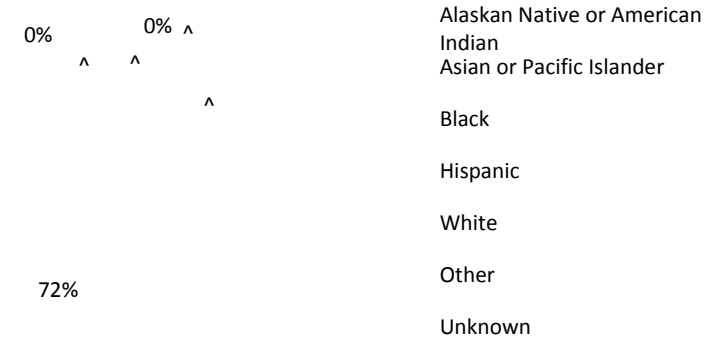 0%
0% ^
^ ^
^
72%
Alaskan Native or American
Indian
Asian or Pacific Islander
Black
Hispanic
White
Other
Unknown